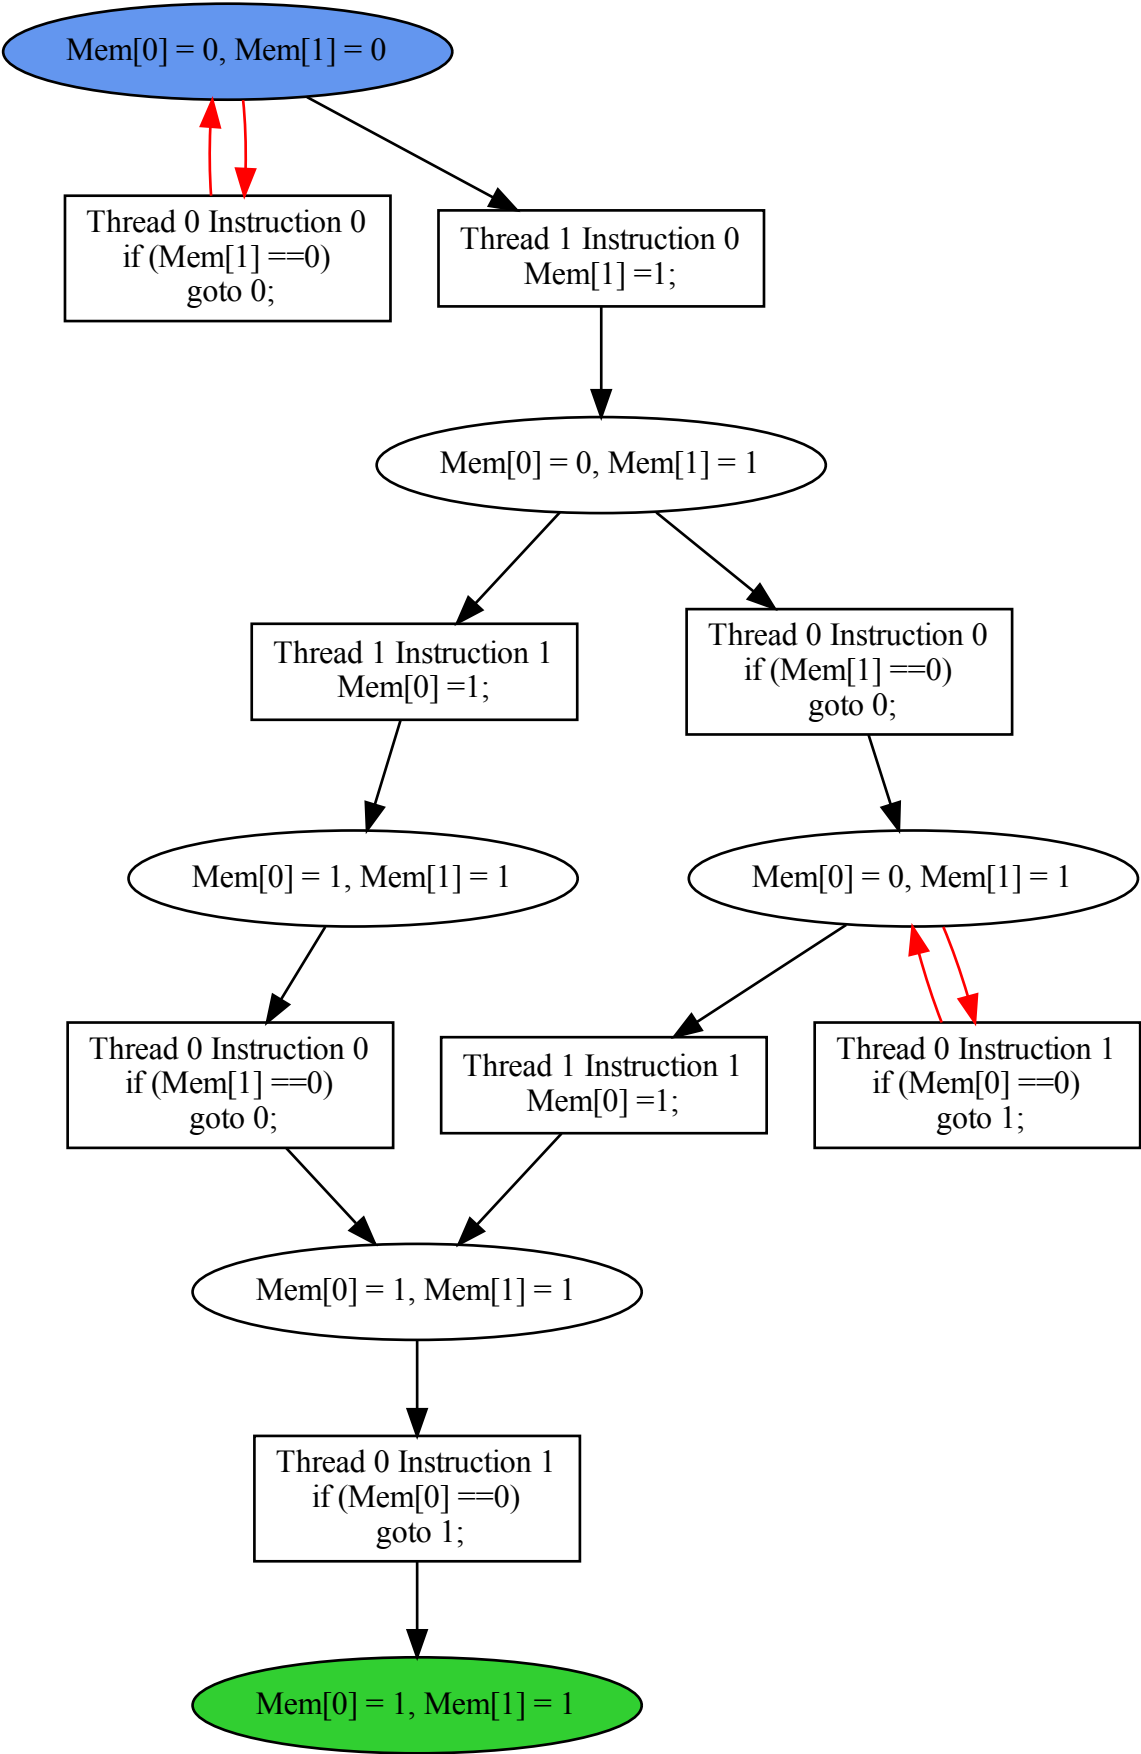 Mem[0] = 0, Mem[1] = 0
Thread 0 Instruction 0
if (Mem[1] ==0)
goto 0;
Thread 1 Instruction 0
Mem[1] =1;
Mem[0] = 0, Mem[1] = 1
Thread 1 Instruction 1
Mem[0] =1;
Thread 0 Instruction 0
if (Mem[1] ==0)
goto 0;
Mem[0] = 1, Mem[1] = 1
Mem[0] = 0, Mem[1] = 1
Thread 0 Instruction 0
if (Mem[1] ==0)
goto 0;
Thread 1 Instruction 1
Mem[0] =1;
Thread 0 Instruction 1
if (Mem[0] ==0)
goto 1;
Mem[0] = 1, Mem[1] = 1
Thread 0 Instruction 1
if (Mem[0] ==0)
goto 1;
Mem[0] = 1, Mem[1] = 1